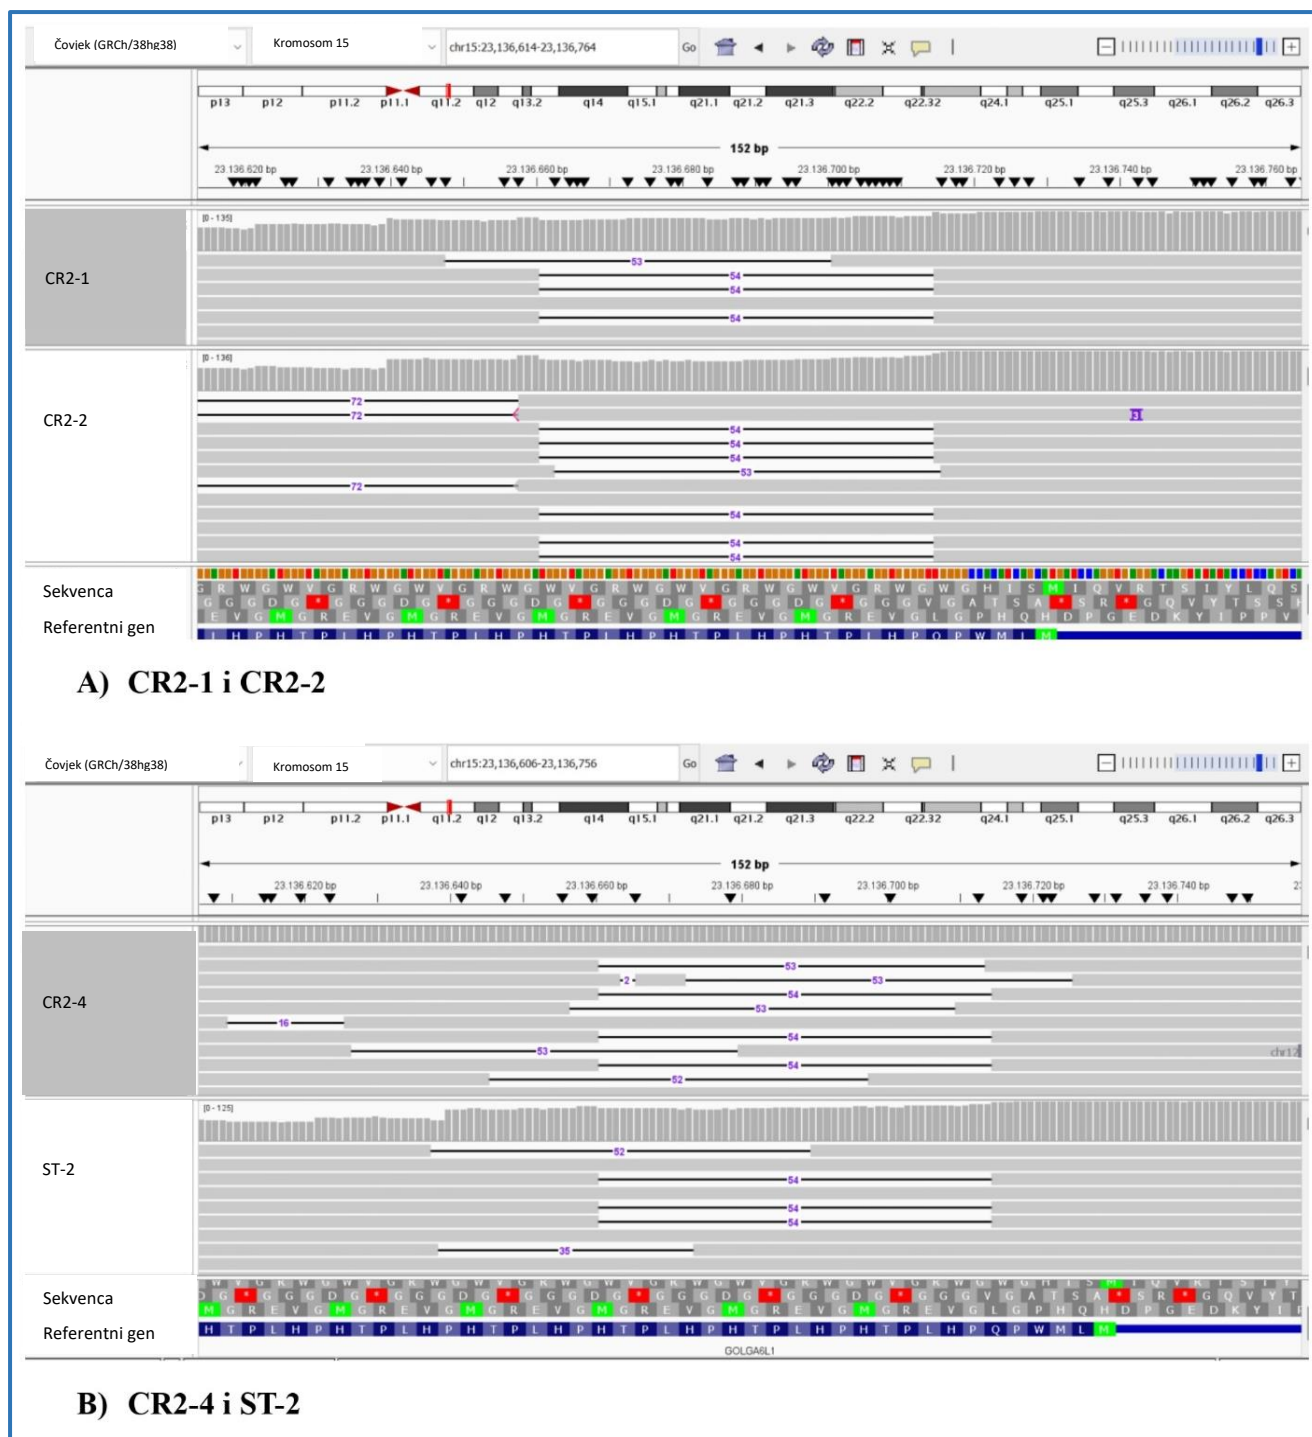 Čovjek (GRCh/38hg38) Kromosom 15 chr15:23,136,614-23,136,764 Go
p13 p12 p11.2 p11.1 q11.2 q12 q13.2 q14 q15.1 q21.1 q21.2 q21.3 q22.2 q22.32 q24.1 q25.1 q25.3 q26.1 q26.2 q26.3
152 bp
23.136.620 bp 23.136.640 bp 23.136.660 bp 23.136.680 bp 23.136.700 bp 23.136.720 bp 23.136.740 bp 23.136.760 bp
[0 - 135]
53
CR2-1
54
54
54
[0 - 136]
72
CR2-2
72 3
54
54
54
53
72
54
54
54
Sekvenca
G R W G W V G R W G W V G R W G W V G R W G W V G R W G W V G R W G W G H I S M I Q V R T S I Y L Q S
G G G D G * G G G D G * G G G D G * G G G D G * G G G D G * G G G V G A T S A * S R * G Q V Y T S S H
E V G M G R E V G M G R E V G M G R E V G M G R E V G M G R E V G L G P H Q H D P G E D K Y I P P V
Referentni gen
L H P H T P L H P H T P L H P H T P L H P H T P L H P H T P L H P Q P W M L M
A) CR2-1 i CR2-2
Čovjek (GRCh/38hg38) Kromosom 15 chr15:23,136,606-23,136,756 Go
p13 p12 p11.2 p11.1 q11.2 q12 q13.2 q14 q15.1 q21.1 q21.2 q21.3 q22.2 q22.32 q24.1 q25.1 q25.3 q26.1 q26.2 q26.3
152 bp
23.136.620 bp 23.136.640 bp 23.136.660 bp 23.136.680 bp 23.136.700 bp 23.136.720 bp 23.136.740 bp
53
2 53
CR2-4
54
53
16
54
53 chr12
54
52
[0 - 125]
52
ST-2
54
54
54
35
Sekvenca
W V G R W G W V G R W G W V G R W G W V G R W G W V G R W G W V G R W G W G H I S M I Q V R T S I Y
D G * G G G D G * G G G D G * G G G D G * G G G D G * G G G D G * G G G V G A T S A * S R * G Q V Y T
M G R E V G M G R E V G M G R E V G M G R E V G M G R E V G M G R E V G L G P H Q H D P G E D K Y I
Referentni gen
H T P L H P H T P L H P H T P L H P H T P L H P H T P L H P H T P L H P Q P W M L M
GOLGA6L1
B) CR2-4 i ST-2